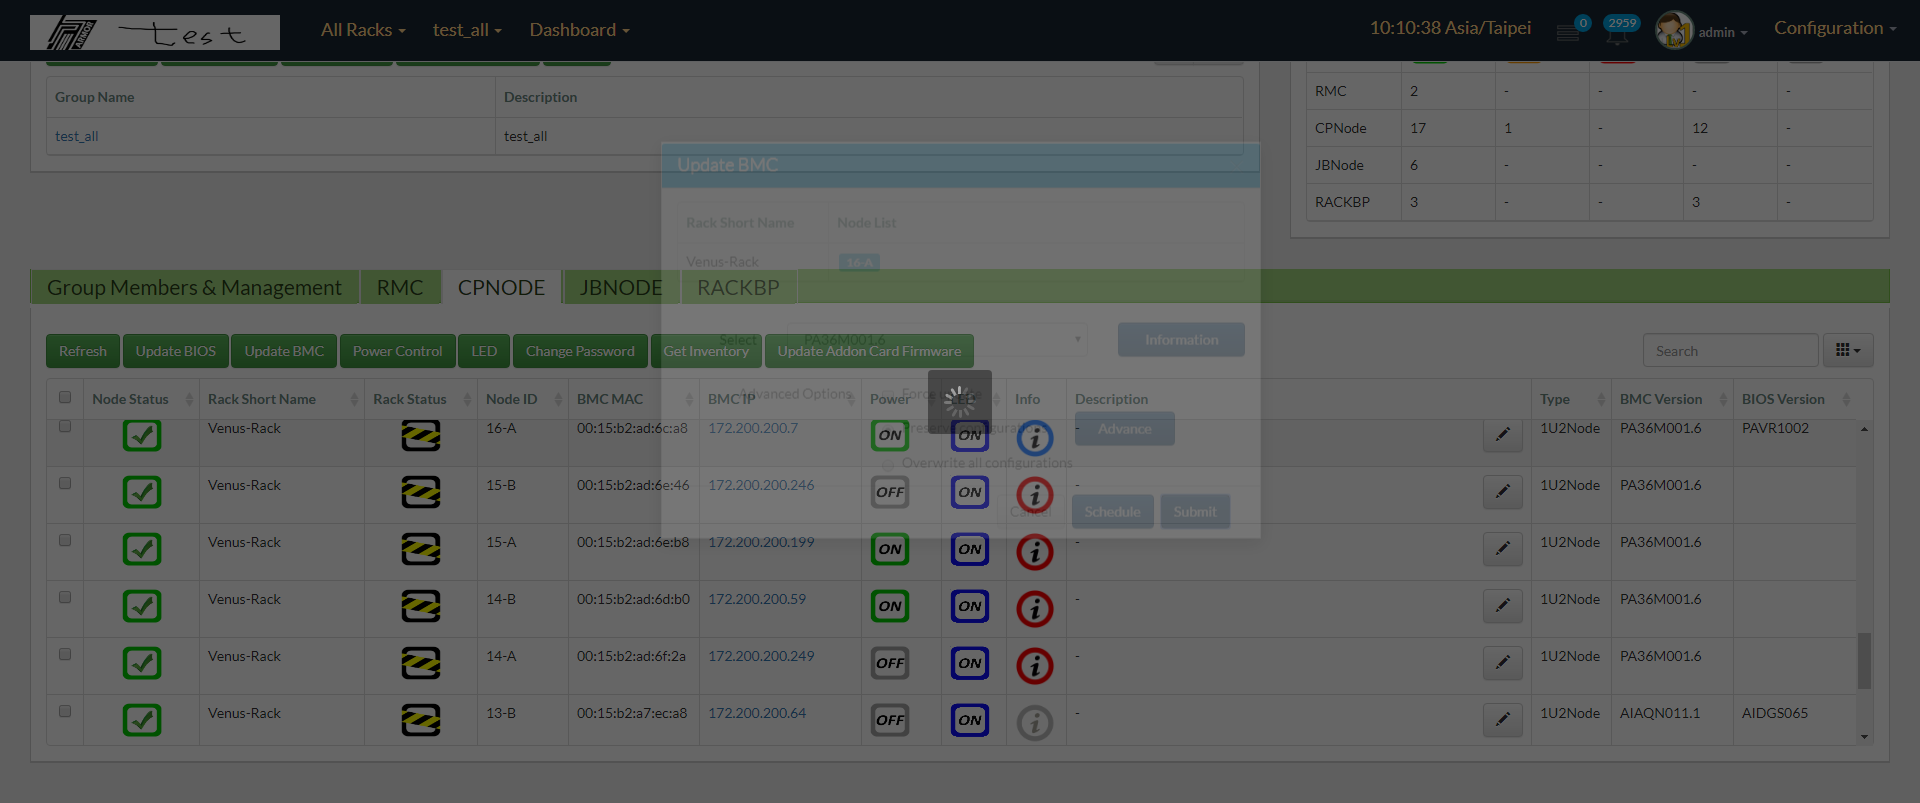 ARMOR test All Racks test_all Dashboard 10:10:38 Asia/Taipei 0 2959 admin Configuration
Group Name Description
test_all test_all
RMC 2 - - - -
CPNode 17 1 - 12 -
JBNode 6 - - - -
RACKBP 3 - - 3 -
Update BMC
Rack Short Name Node List
Venus-Rack 16-A
Group Members & Management RMC CPNODE JBNODE RACKBP
Select PA36M001.6 Information
Refresh Update BIOS Update BMC Power Control LED Change Password Get Inventory Update Addon Card Firmware Search
Advanced Options Force
Preserve configurations Advance
Overwrite all configurations
Cancel Schedule Submit
Node Status Rack Short Name Rack Status Node ID BMC MAC BMC IP Power LED Info Description Type BMC Version BIOS Version
Venus-Rack 16-A 00:15:b2:ad:6c:a8 172.200.200.7 ON ON i - 1U2Node PA36M001.6 PAVR1002
Venus-Rack 15-B 00:15:b2:ad:6e:46 172.200.200.246 OFF ON i - 1U2Node PA36M001.6
Venus-Rack 15-A 00:15:b2:ad:6e:b8 172.200.200.199 ON ON i - 1U2Node PA36M001.6
Venus-Rack 14-B 00:15:b2:ad:6d:b0 172.200.200.59 ON ON i - 1U2Node PA36M001.6
Venus-Rack 14-A 00:15:b2:ad:6f:2a 172.200.200.249 OFF ON i - 1U2Node PA36M001.6
Venus-Rack 13-B 00:15:b2:a7:ec:a8 172.200.200.64 OFF ON i - 1U2Node AIAQN011.1 AIDGS065